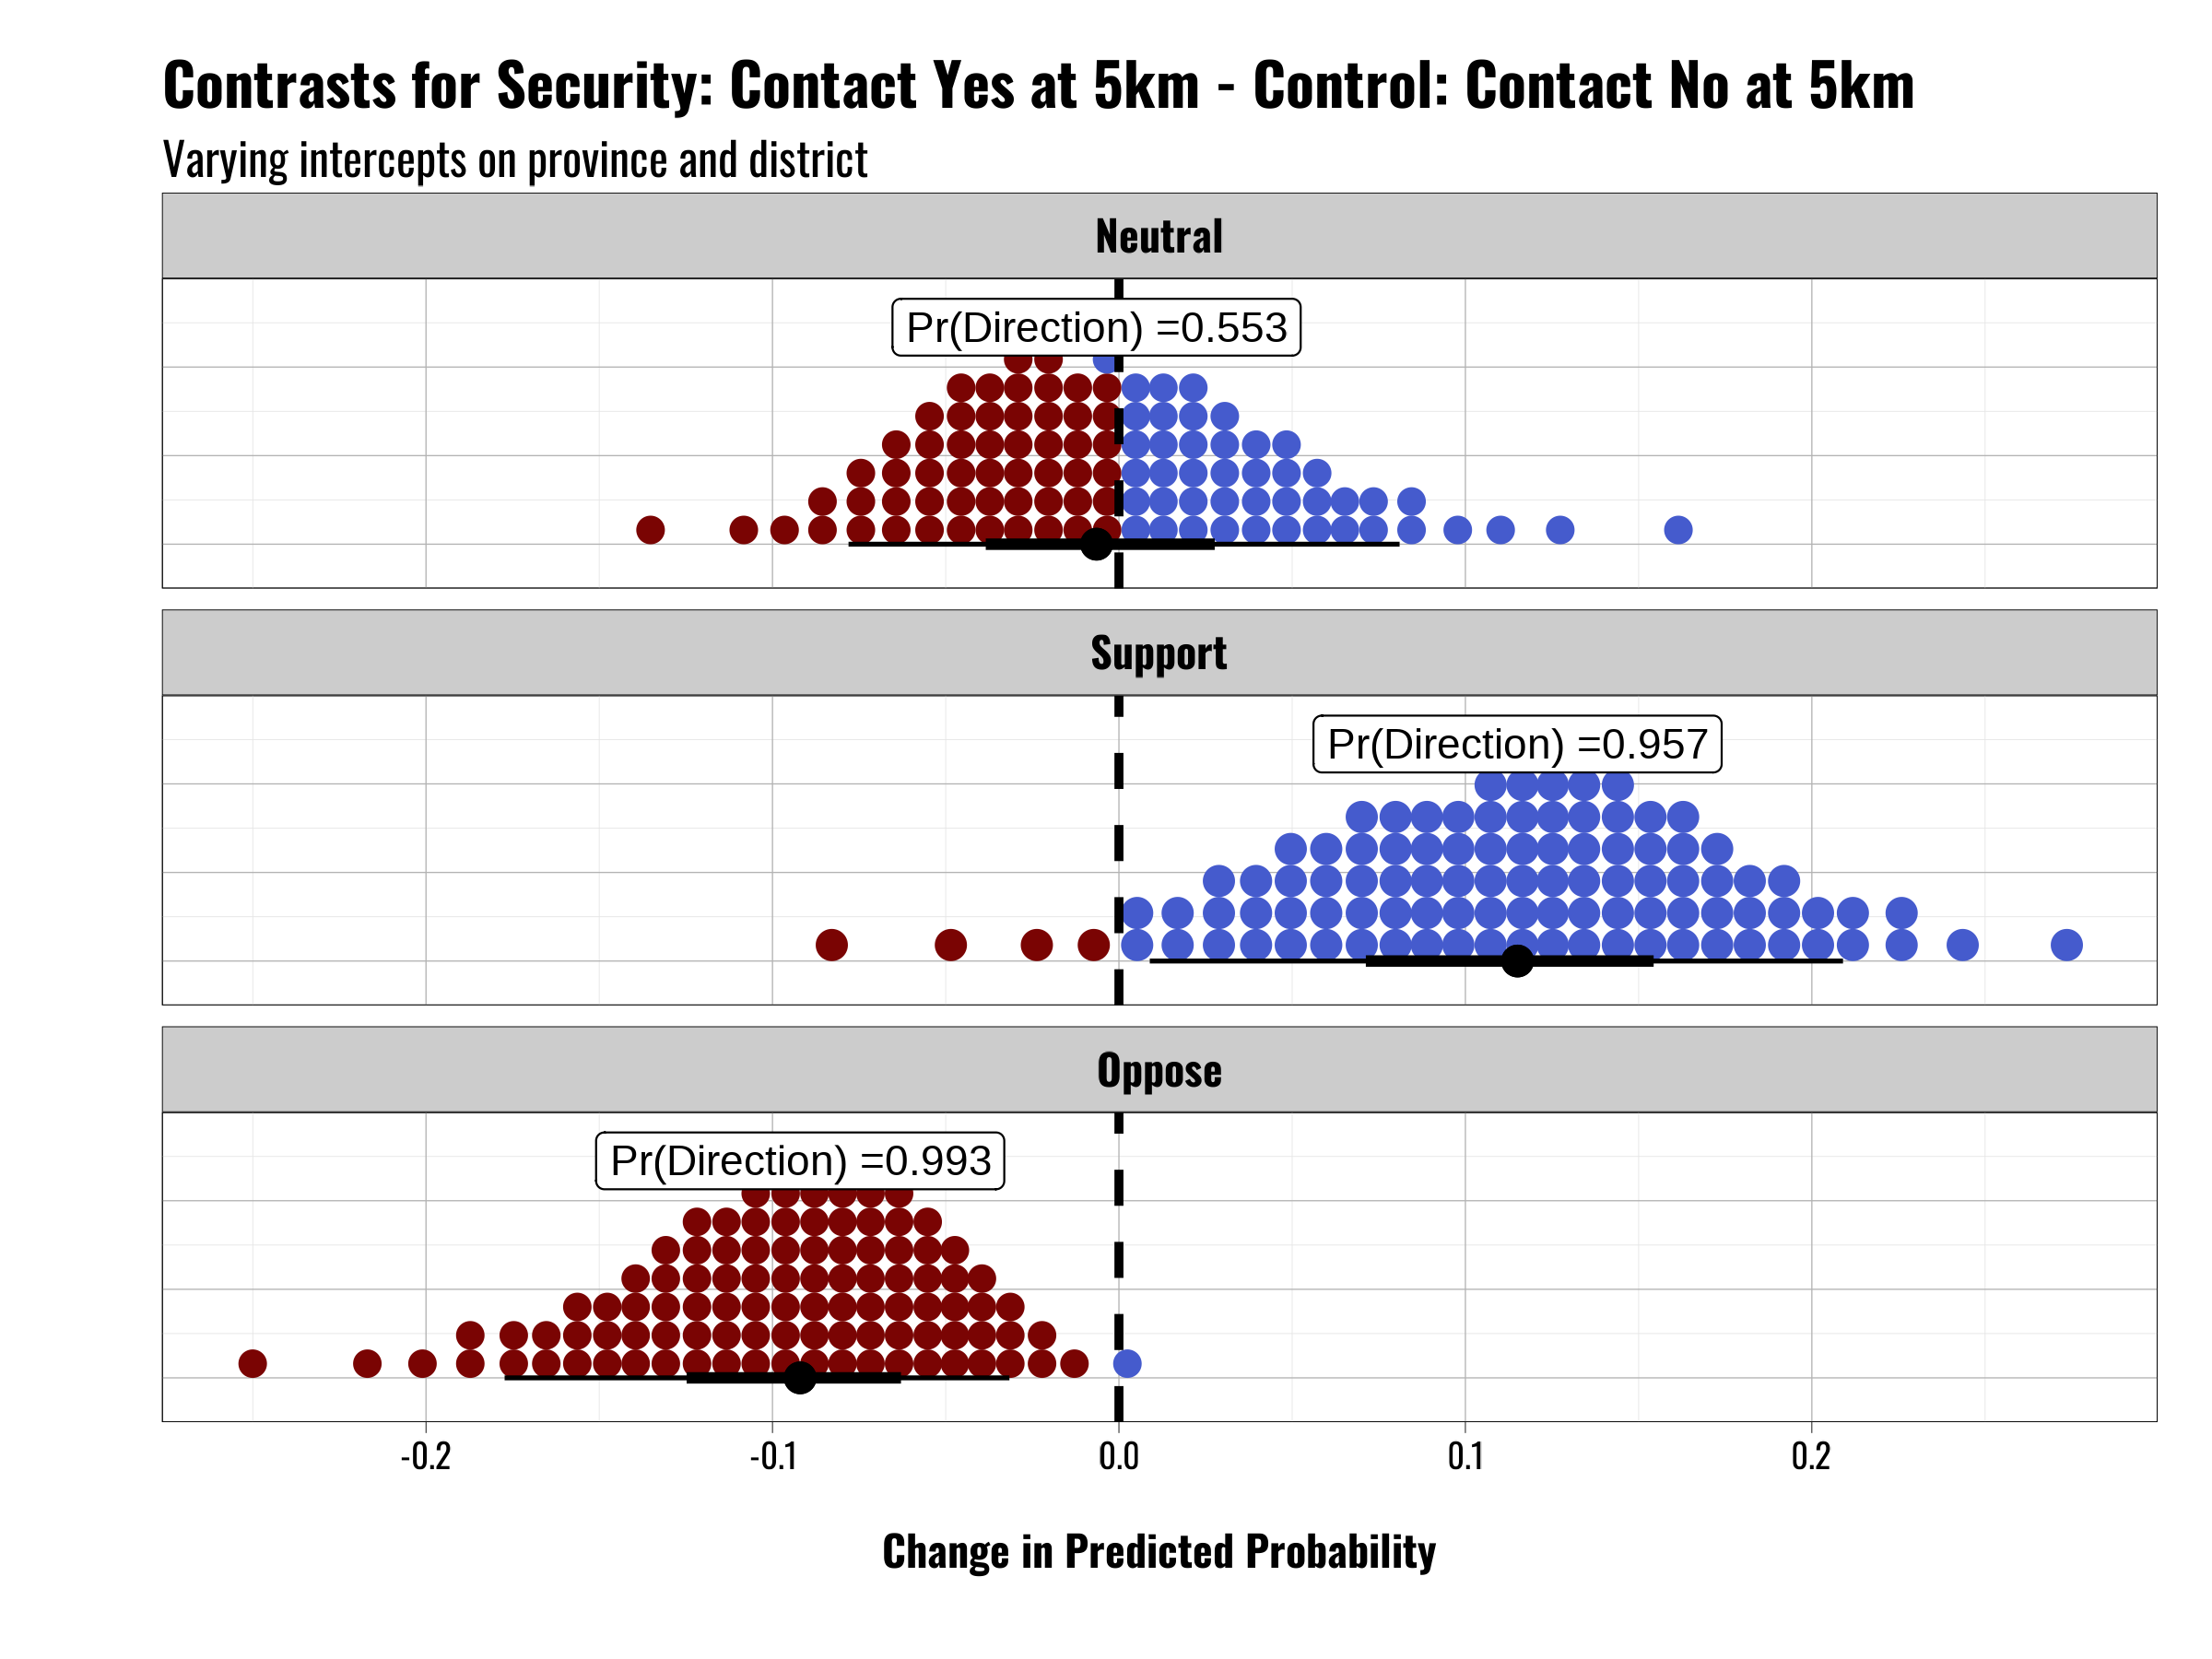 Contrasts for Security: Contact Yes at 5km - Control: Contact No at 5km
Varying intercepts on province and district
Neutral
Pr(Direction) =0.553
Support
Pr(Direction) =0.957
Oppose
Pr(Direction) =0.993
-0.2 -0.1 0.0 0.1 0.2
Change in Predicted Probability